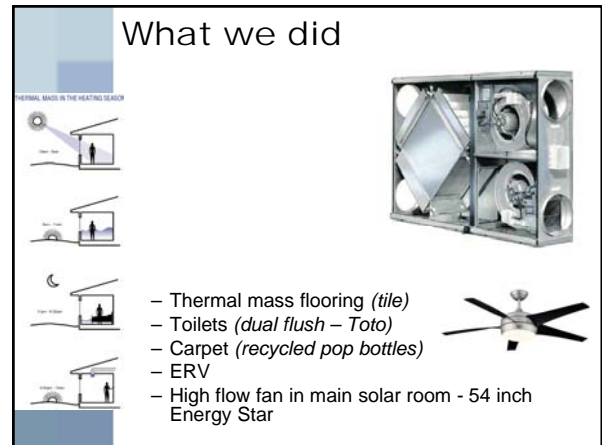 What we did
THERMAL MASS IN THE HEATING SEASON
– Thermal mass flooring (tile)
– Toilets (dual flush – Toto)
– Carpet (recycled pop bottles)
– ERV
– High flow fan in main solar room - 54 inch
Energy Star